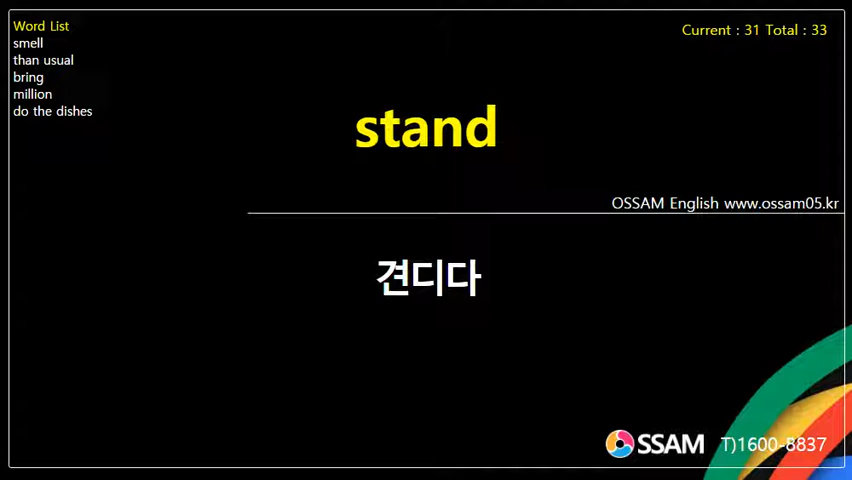 Word List
smell
than usual
bring
million
do the dishes
Current : 31 Total : 33
stand
OSSAM English www.ossam05.kr
견디다
OSSAM T)1600-8837